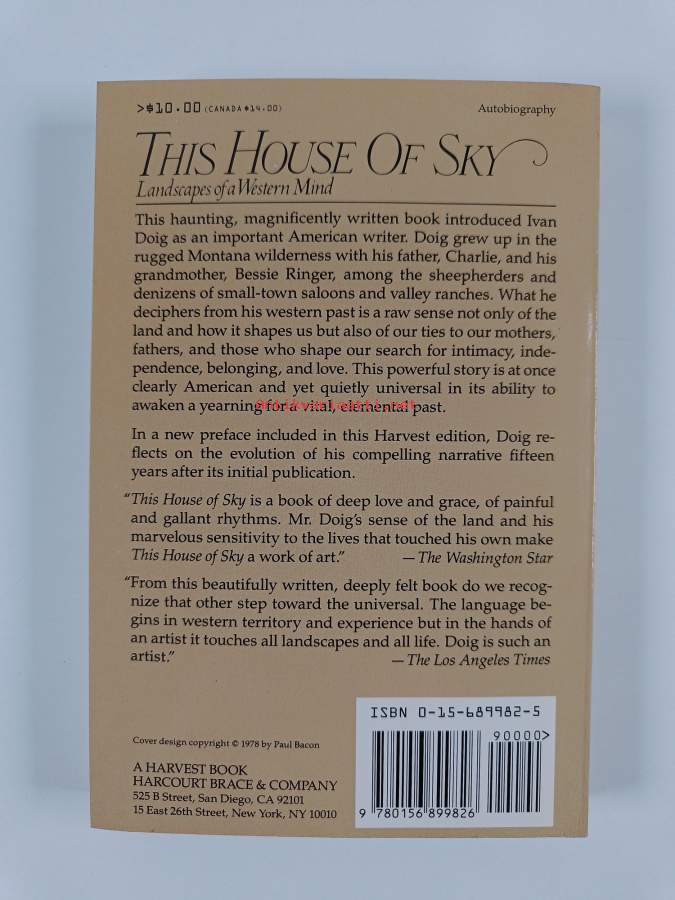 >$10.00 (CANADA $14.00)
Autobiography
THIS HOUSE OF SKY
Landscapes of a Western Mind
This haunting, magnificently written book introduced Ivan
Doig as an important American writer. Doig grew up in the
rugged Montana wilderness with his father, Charlie, and his
grandmother, Bessie Ringer, among the sheepherders and
denizens of small-town saloons and valley ranches. What he
deciphers from his western past is a raw sense not only of the
land and how it shapes us but also of our ties to our mothers,
fathers, and those who shape our search for intimacy, inde-
pendence, belonging, and love. This powerful story is at once
clearly American and yet quietly universal in its ability to
awaken a yearning for a vital, elemental past.
In a new preface included in this Harvest edition, Doig re-
flects on the evolution of his compelling narrative fifteen
years after its initial publication.
"This House of Sky is a book of deep love and grace, of painful
and gallant rhythms. Mr. Doig's sense of the land and his
marvelous sensitivity to the lives that touched his own make
This House of Sky a work of art." —The Washington Star
"From this beautifully written, deeply felt book do we recog-
nize that other step toward the universal. The language be-
gins in western territory and experience but in the hands of
an artist it touches all landscapes and all life. Doig is such an
artist." —The Los Angeles Times
Cover design copyright © 1978 by Paul Bacon
A HARVEST BOOK
HARCOURT BRACE & COMPANY
525 B Street, San Diego, CA 92101
15 East 26th Street, New York, NY 10010
ISBN 0-15-689982-5
90000>
9 780156 899826